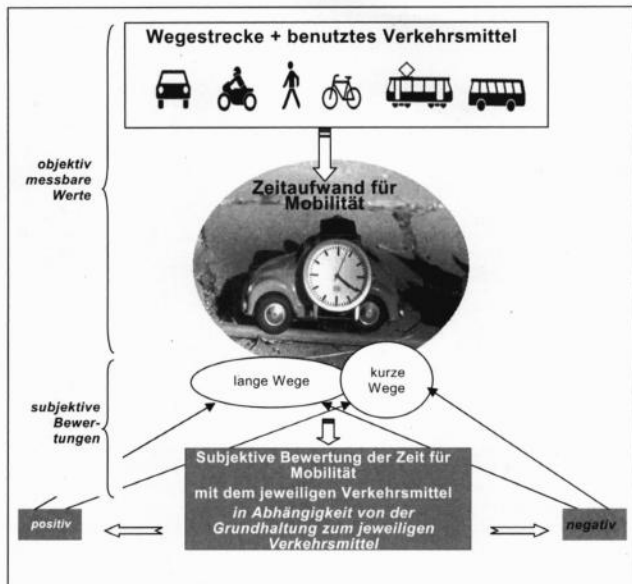 Wegestrecke + benutztes Verkehrsmittel
objektiv
messbare
Werte
Zeitaufwand für
Mobilität
lange Wege
kurze
Wege
subjektive
Bewer-
tungen
Subjektive Bewertung der Zeit für
Mobilität
mit dem jeweiligen Verkehrsmittel
in Abhängigkeit von der
Grundhaltung zum jeweiligen
Verkehrsmittel
positiv
negativ